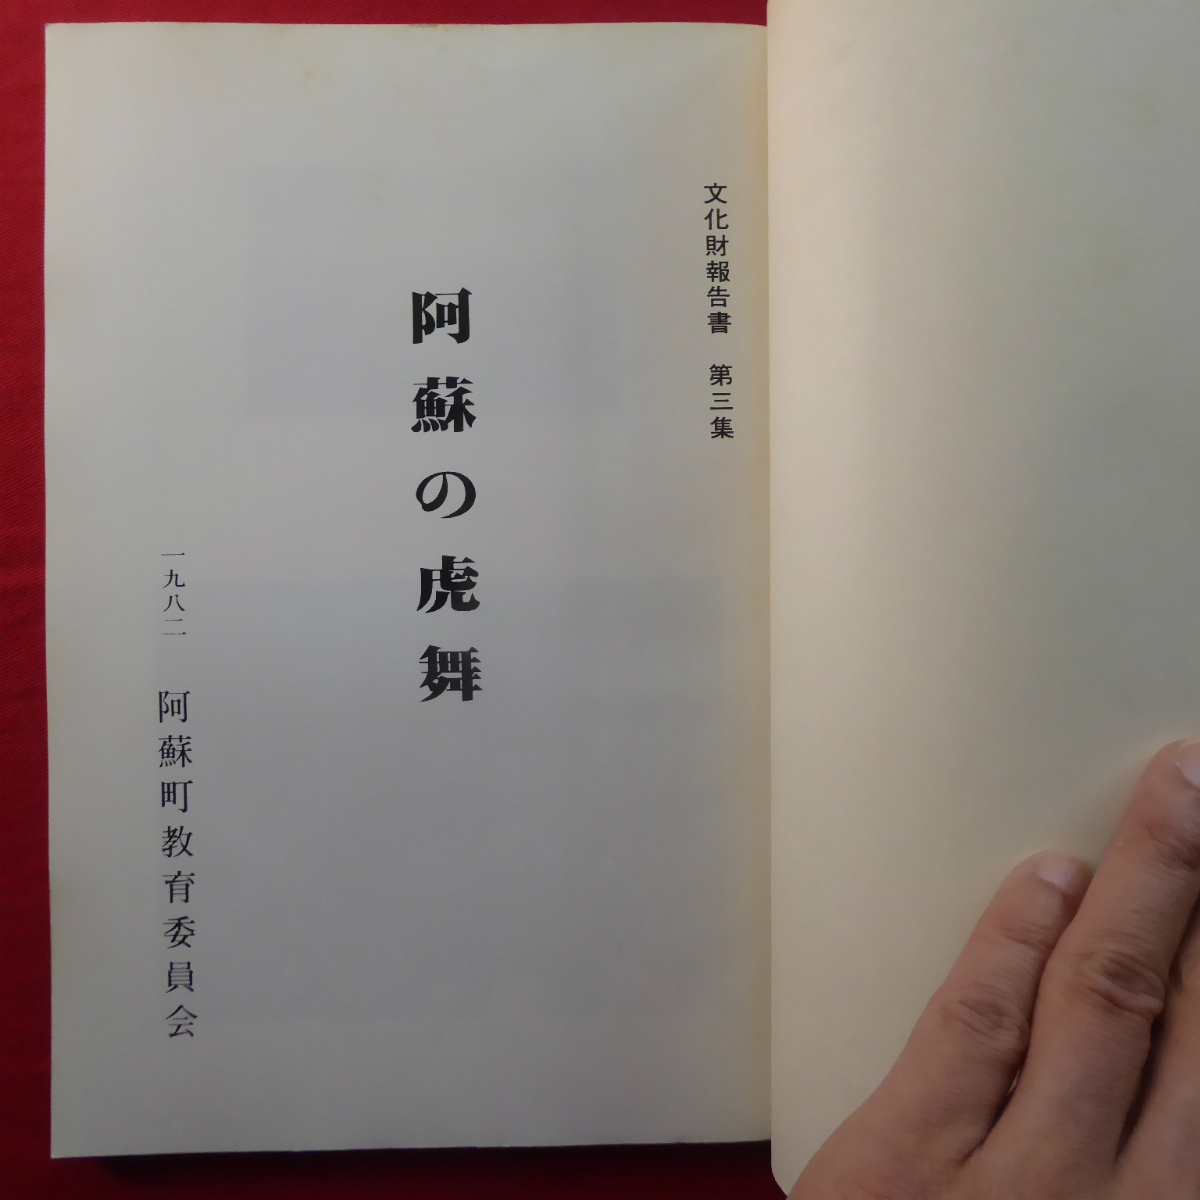 文化財報告書　第三集
阿蘇の虎舞
一九八二　阿蘇町教育委員会